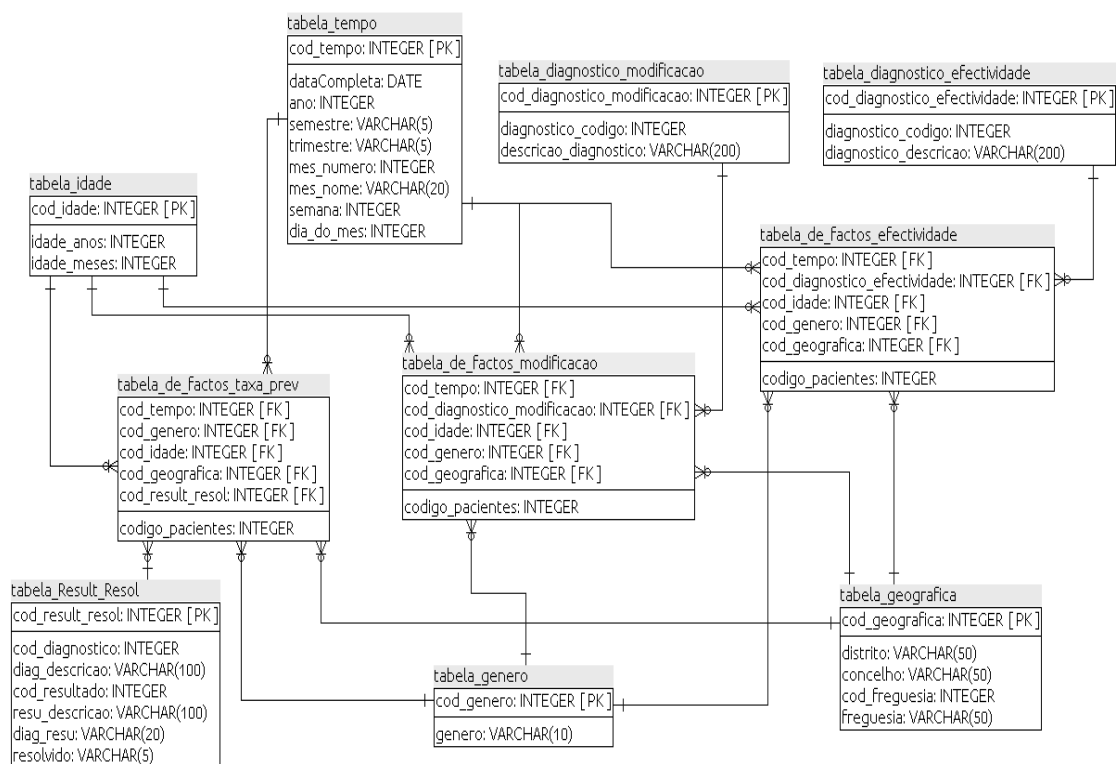 tabela_tempo
cod_tempo: INTEGER [PK]
dataCompleta: DATE
ano: INTEGER
semestre: VARCHAR(5)
trimestre: VARCHAR(5)
mes_numero: INTEGER
mes_nome: VARCHAR(20)
semana: INTEGER
dia_do_mes: INTEGER
tabela_diagnostico_modificacao
cod_diagnostico_modificacao: INTEGER [PK]
diagnostico_codigo: INTEGER
descricao_diagnostico: VARCHAR(200)
tabela_diagnostico_efectividade
cod_diagnostico_efectividade: INTEGER [PK]
diagnostico_codigo: INTEGER
diagnostico_descricao: VARCHAR(200)
tabela_idade
cod_idade: INTEGER [PK]
idade_anos: INTEGER
idade_meses: INTEGER
tabela_de_factos_efectividade
cod_tempo: INTEGER [FK]
cod_diagnostico_efectividade: INTEGER [FK]
cod_idade: INTEGER [FK]
cod_genero: INTEGER [FK]
cod_geografica: INTEGER [FK]
codigo_pacientes: INTEGER
tabela_de_factos_taxa_prev
cod_tempo: INTEGER [FK]
cod_genero: INTEGER [FK]
cod_idade: INTEGER [FK]
cod_geografica: INTEGER [FK]
cod_result_resol: INTEGER [FK]
codigo_pacientes: INTEGER
tabela_de_factos_modificacao
cod_tempo: INTEGER [FK]
cod_diagnostico_modificacao: INTEGER [FK]
cod_idade: INTEGER [FK]
cod_genero: INTEGER [FK]
cod_geografica: INTEGER [FK]
codigo_pacientes: INTEGER
tabela_Result_Resol
cod_result_resol: INTEGER [PK]
cod_diagnostico: INTEGER
diag_descricao: VARCHAR(100)
cod_resultado: INTEGER
resu_descricao: VARCHAR(100)
diag_resu: VARCHAR(20)
resolvido: VARCHAR(5)
tabela_genero
cod_genero: INTEGER [PK]
genero: VARCHAR(10)
tabela_geografica
cod_geografica: INTEGER [PK]
distrito: VARCHAR(50)
concelho: VARCHAR(50)
cod_freguesia: INTEGER
freguesia: VARCHAR(50)